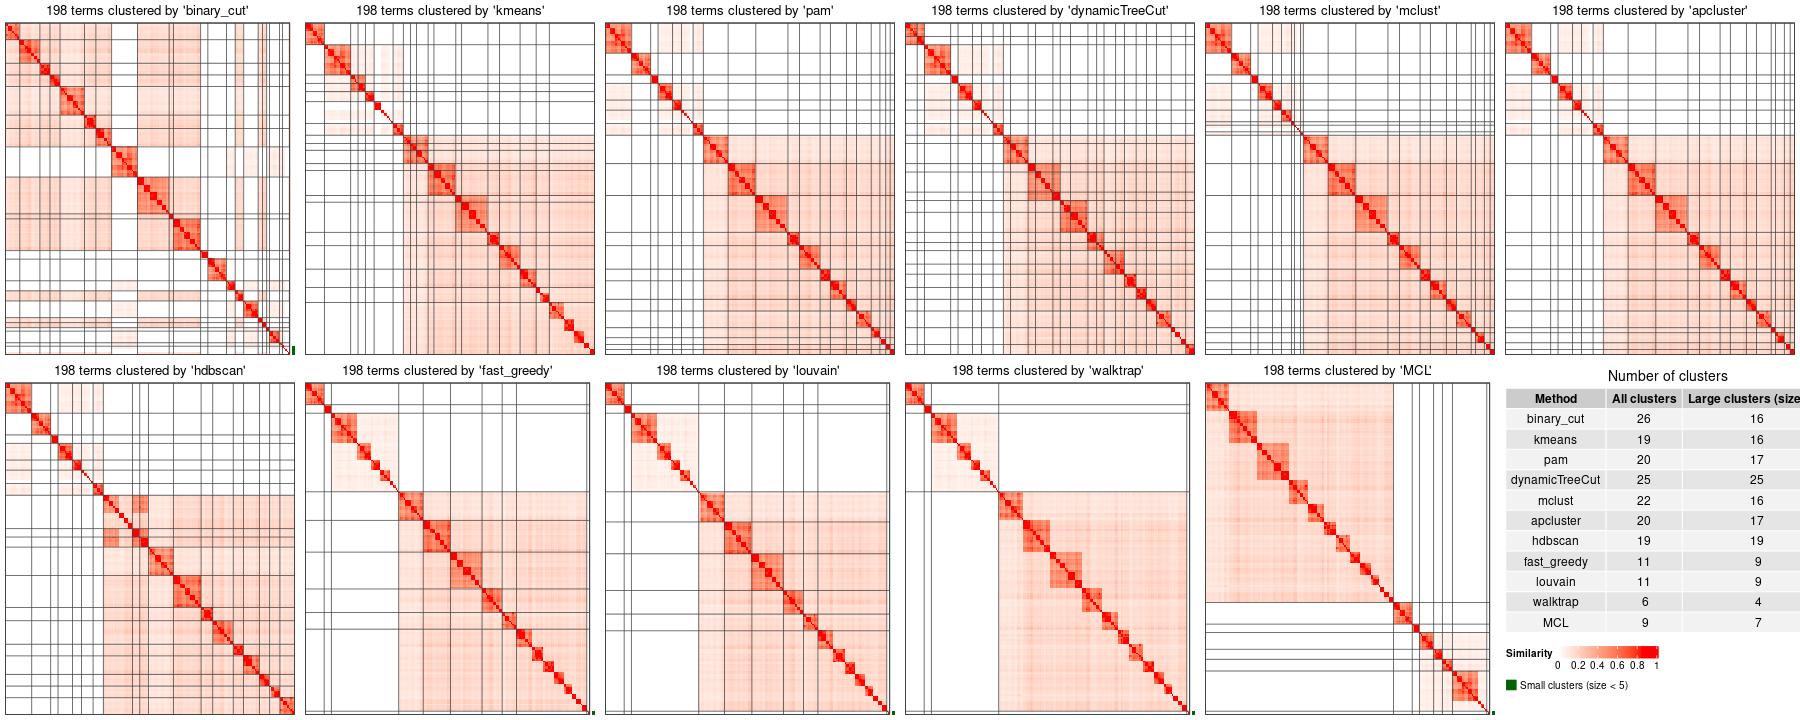 198 terms clustered by 'binary_cut'
198 terms clustered by 'kmeans'
198 terms clustered by 'pam'
198 terms clustered by 'dynamicTreeCut'
198 terms clustered by 'mclust'
198 terms clustered by 'apcluster'
198 terms clustered by 'hdbscan'
198 terms clustered by 'fast_greedy'
198 terms clustered by 'louvain'
198 terms clustered by 'walktrap'
198 terms clustered by 'MCL'
Number of clusters
Method All clusters Large clusters (size
binary_cut 26 16
kmeans 19 16
pam 20 17
dynamicTreeCut 25 25
mclust 22 16
apcluster 20 17
hdbscan 19 19
fast_greedy 11 9
louvain 11 9
walktrap 6 4
MCL 9 7
Similarity
0 0.2 0.4 0.6 0.8 1
Small clusters (size < 5)